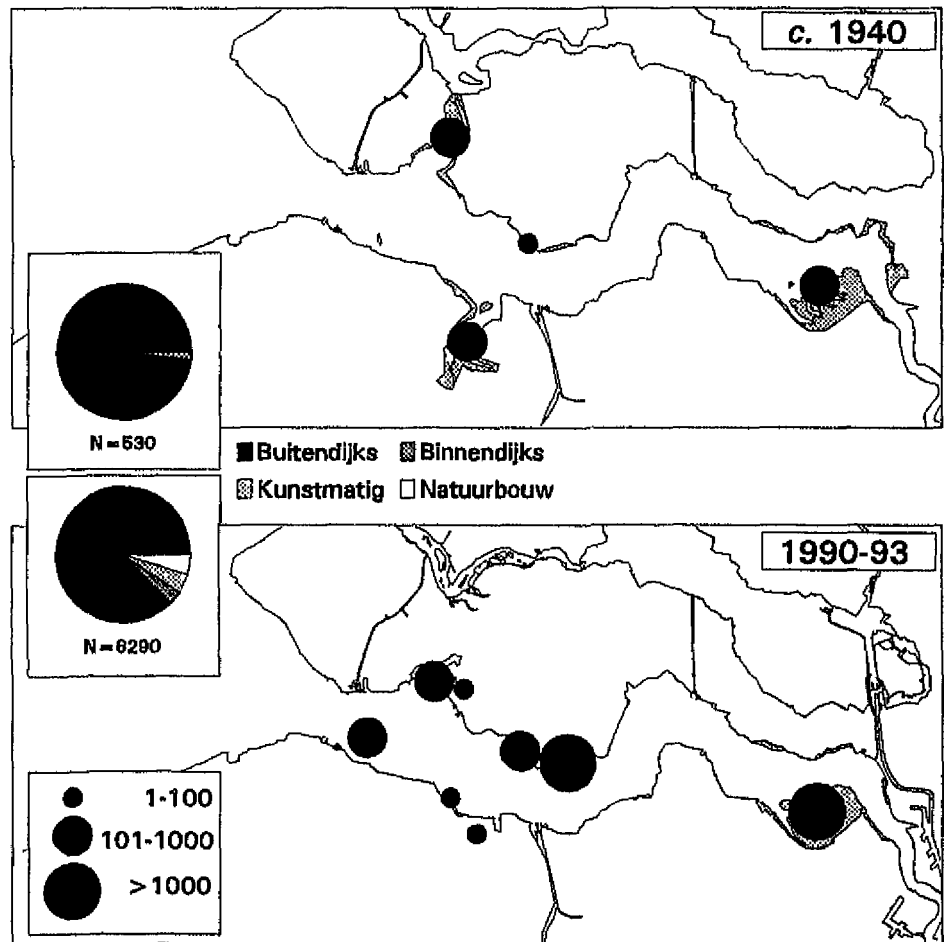 c. 1940
N=530
Buitendijks Binnendijks
Kunstmatig Natuurbouw
1990-93
N=6290
1-100
101-1000
>1000